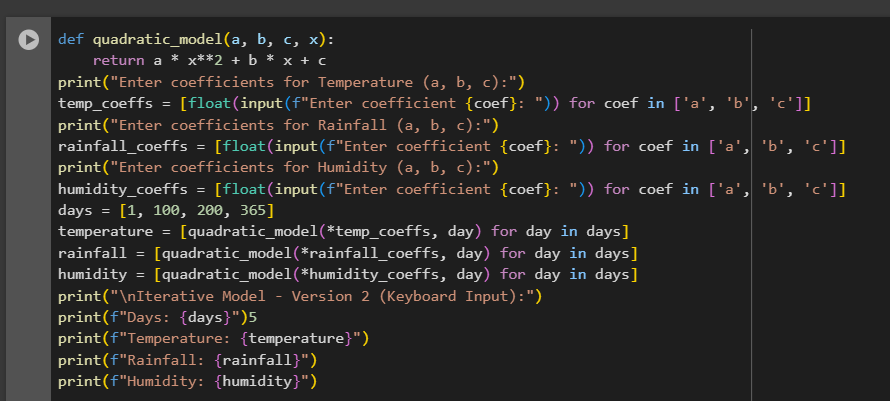 def quadratic_model(a, b, c, x):
    return a * x**2 + b * x + c
print("Enter coefficients for Temperature (a, b, c):")
temp_coeffs = [float(input(f"Enter coefficient {coef}: ")) for coef in ['a', 'b', 'c']]
print("Enter coefficients for Rainfall (a, b, c):")
rainfall_coeffs = [float(input(f"Enter coefficient {coef}: ")) for coef in ['a', 'b', 'c']]
print("Enter coefficients for Humidity (a, b, c):")
humidity_coeffs = [float(input(f"Enter coefficient {coef}: ")) for coef in ['a', 'b', 'c']]
days = [1, 100, 200, 365]
temperature = [quadratic_model(*temp_coeffs, day) for day in days]
rainfall = [quadratic_model(*rainfall_coeffs, day) for day in days]
humidity = [quadratic_model(*humidity_coeffs, day) for day in days]
print("\nIterative Model - Version 2 (Keyboard Input):")
print(f"Days: {days}")5
print(f"Temperature: {temperature}")
print(f"Rainfall: {rainfall}")
print(f"Humidity: {humidity}")